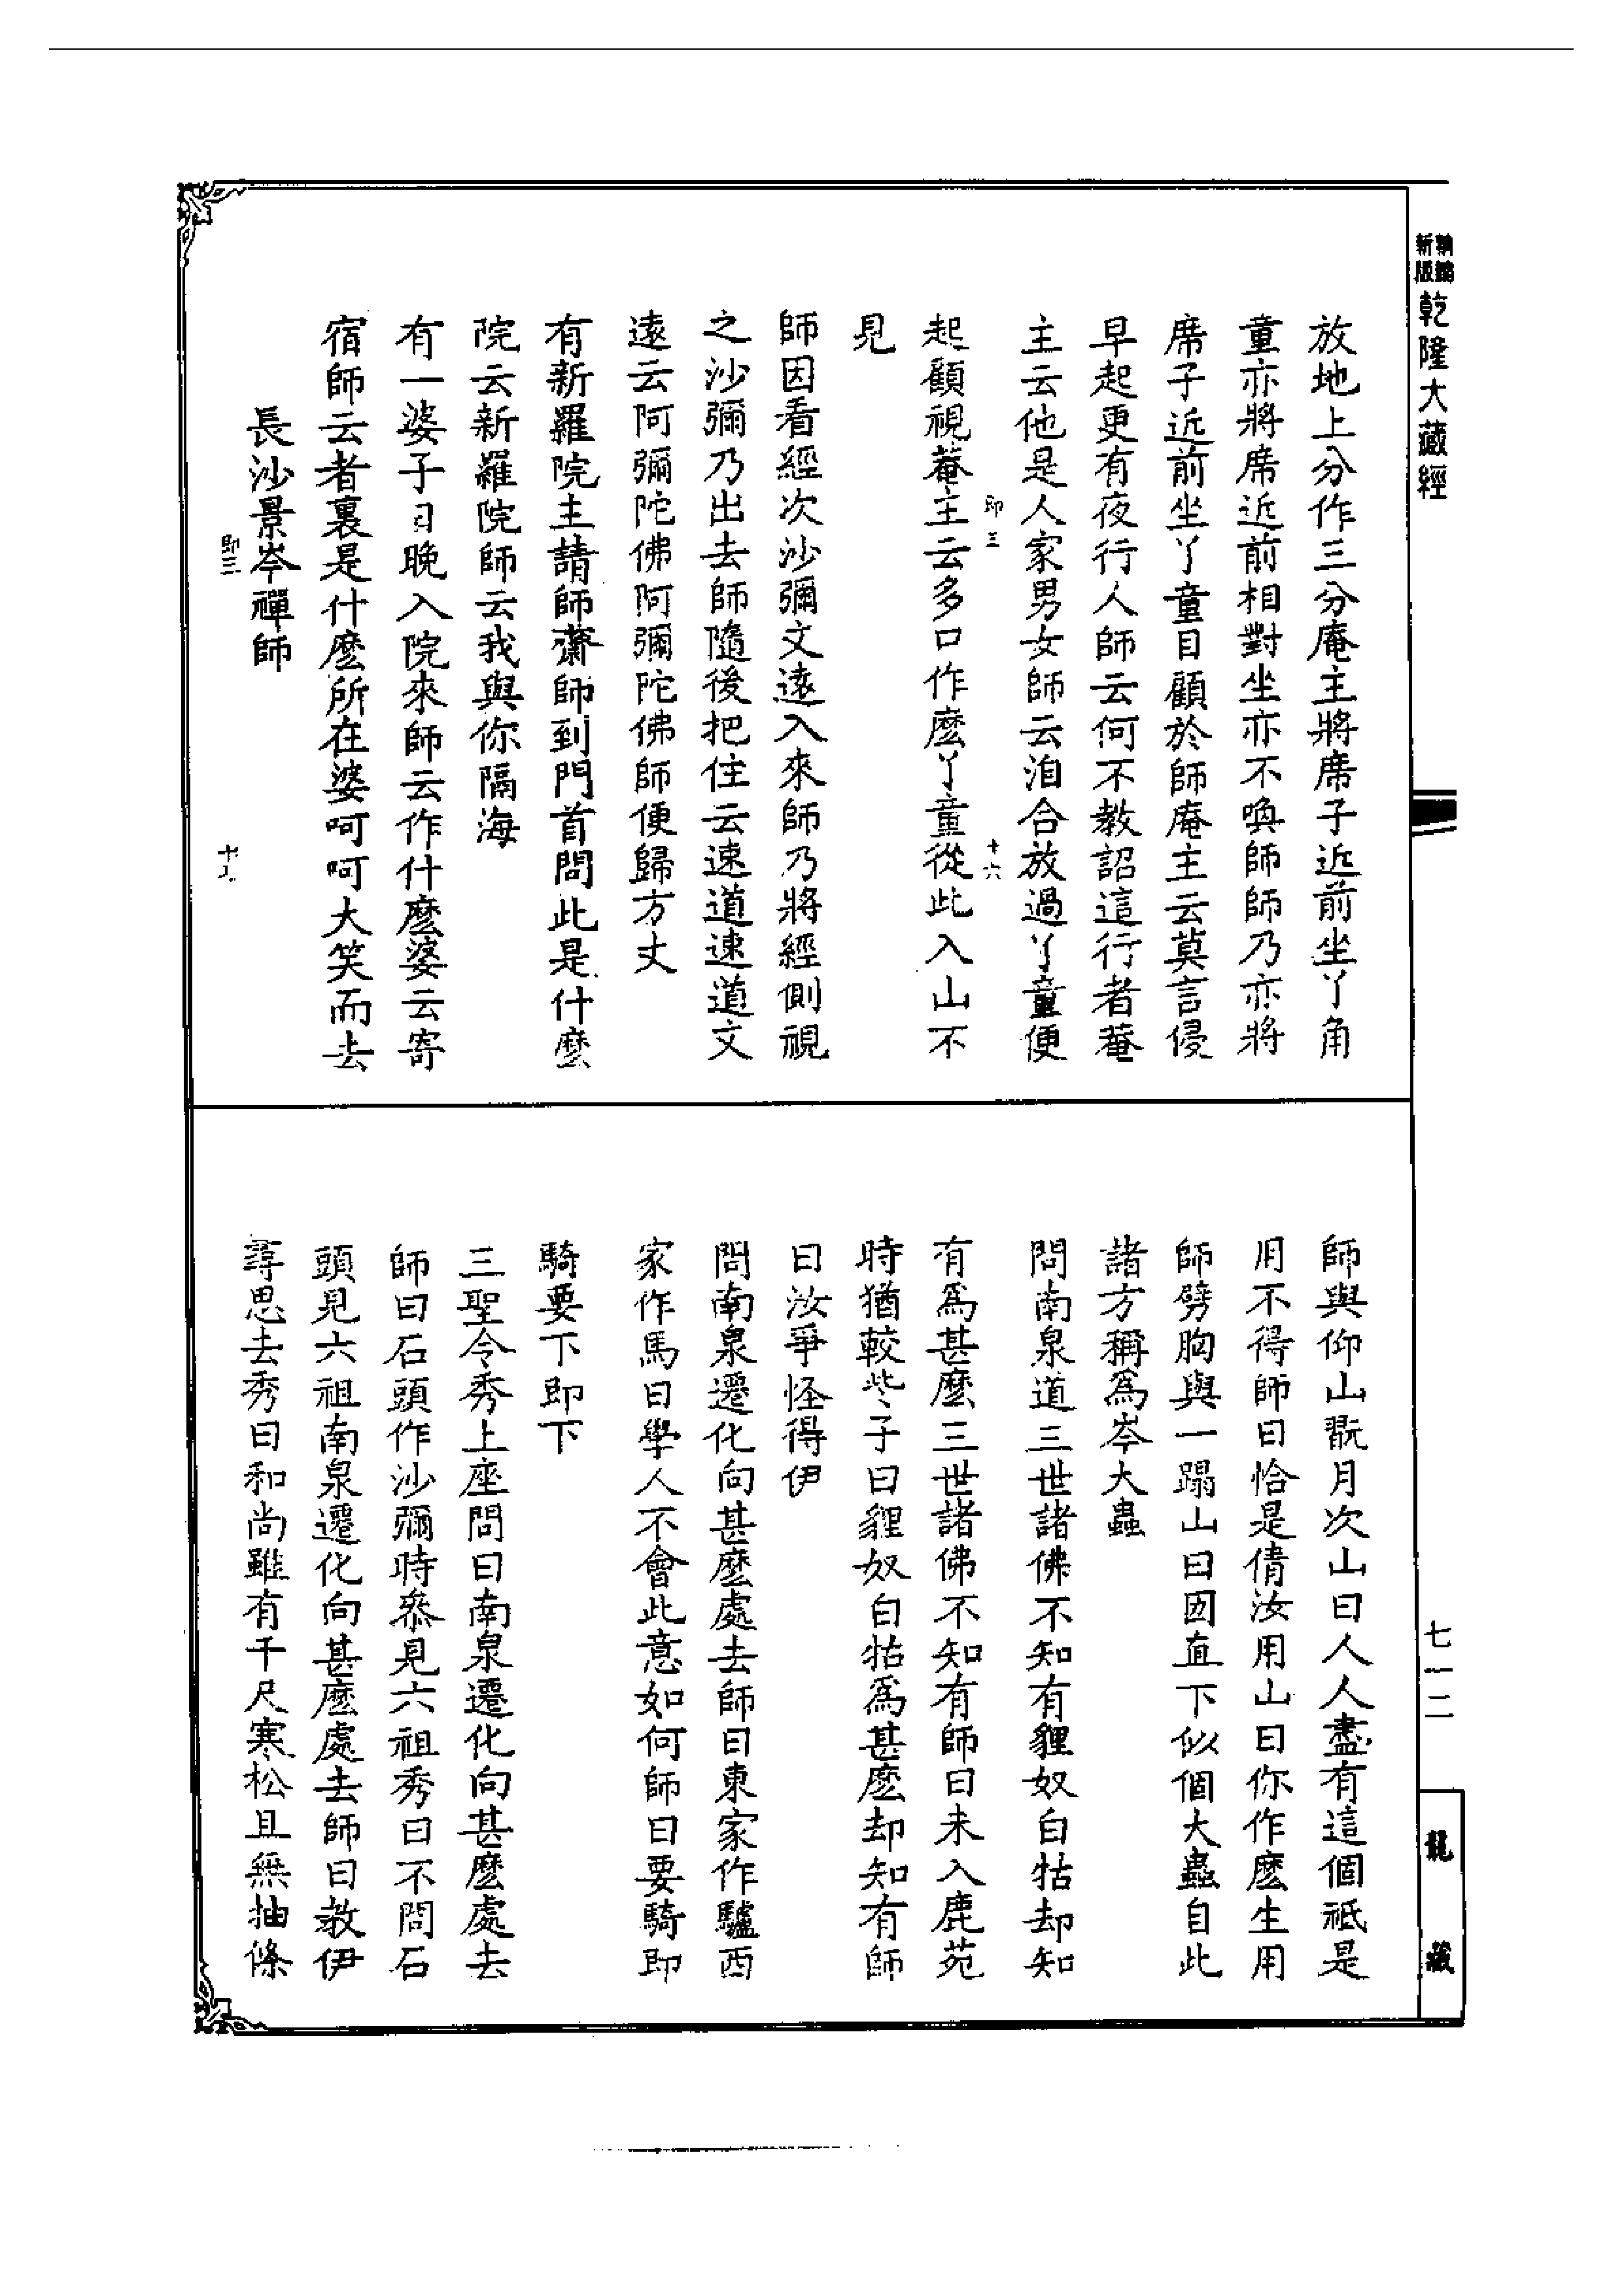 新版
乾隆大藏經
七一二
龍藏
放地上分作三分庵主將席子近前坐丫角
童亦將席近前相對坐亦不喚師師乃亦將
席子近前坐丫童目顧於師庵主云莫言侵
早起更有夜行人師云何不教詔這行者菴
主云他是人家男女師云洎合放過丫童便
即三 十六
起顧視菴主云多口作麽丫童從此入山不
見
師因看經次沙彌文遠入來師乃將經側視
之沙彌乃出去師隨後把住云速道速道文
遠云阿彌陀佛阿彌陀佛師便歸方丈
有新羅院主請師齋師到門首問此是什麽
院云新羅院師云我與你隔海
有一婆子日晚入院來師云作什麽婆云寄
宿師云者裏是什麽所在婆呵呵大笑而去
長沙景岑禪師
即三
師與仰山翫月次山曰人人盡有這個祇是
用不得師曰恰是倩汝用山曰你作麽生用
師劈胸與一蹋山曰㘞直下似個大蟲自此
諸方稱爲岑大蟲
問南泉道三世諸佛不知有貍奴白牯却知
有爲甚麽三世諸佛不知有師曰未入鹿苑
時猶較些子曰貍奴白牯爲甚麽却知有師
曰汝爭怪得伊
問南泉遷化向甚麽處去師曰東家作驢西
家作馬曰學人不會此意如何師曰要騎即
騎要下即下
三聖令秀上座問曰南泉遷化向甚麽處去
師曰石頭作沙彌時叅見六祖秀曰不問石
頭見六祖南泉遷化向甚麽處去師曰教伊
尋思去秀曰和尚雖有千尺寒松且無抽條